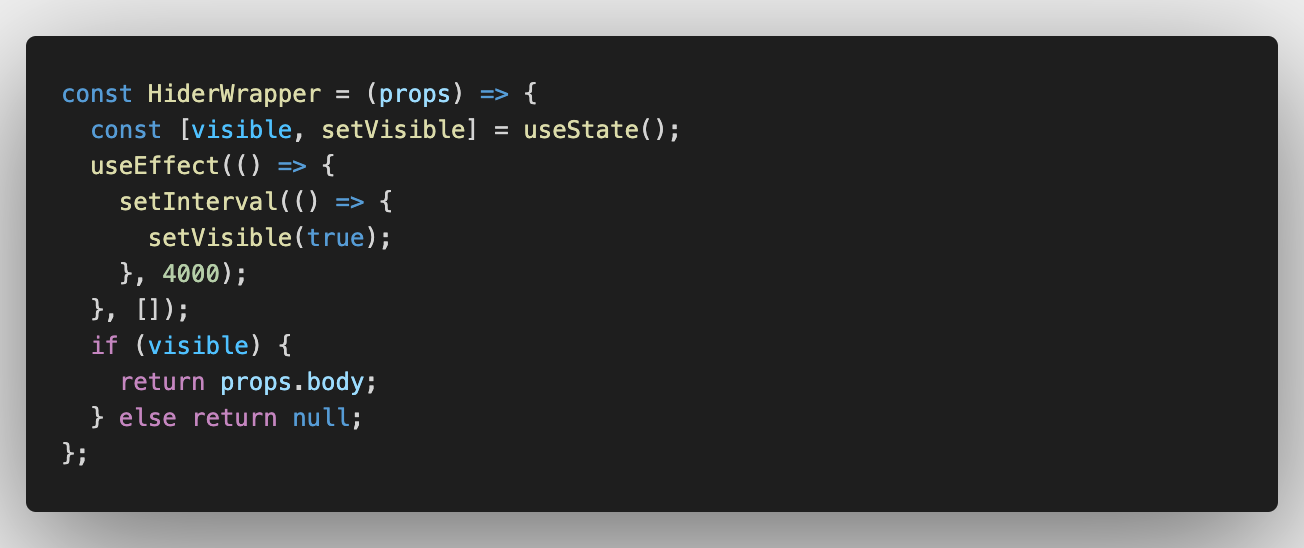 const HiderWrapper = (props) => {
  const [visible, setVisible] = useState();
  useEffect(() => {
    setInterval(() => {
      setVisible(true);
    }, 4000);
  }, []);
  if (visible) {
    return props.body;
  } else return null;
};